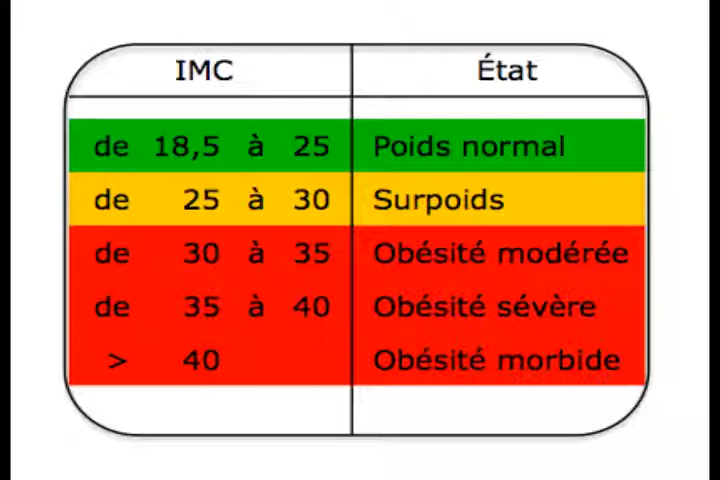 IMC État
de 18,5 à 25 Poids normal
de 25 à 30 Surpoids
de 30 à 35 Obésité modérée
de 35 à 40 Obésité sévère
> 40 Obésité morbide